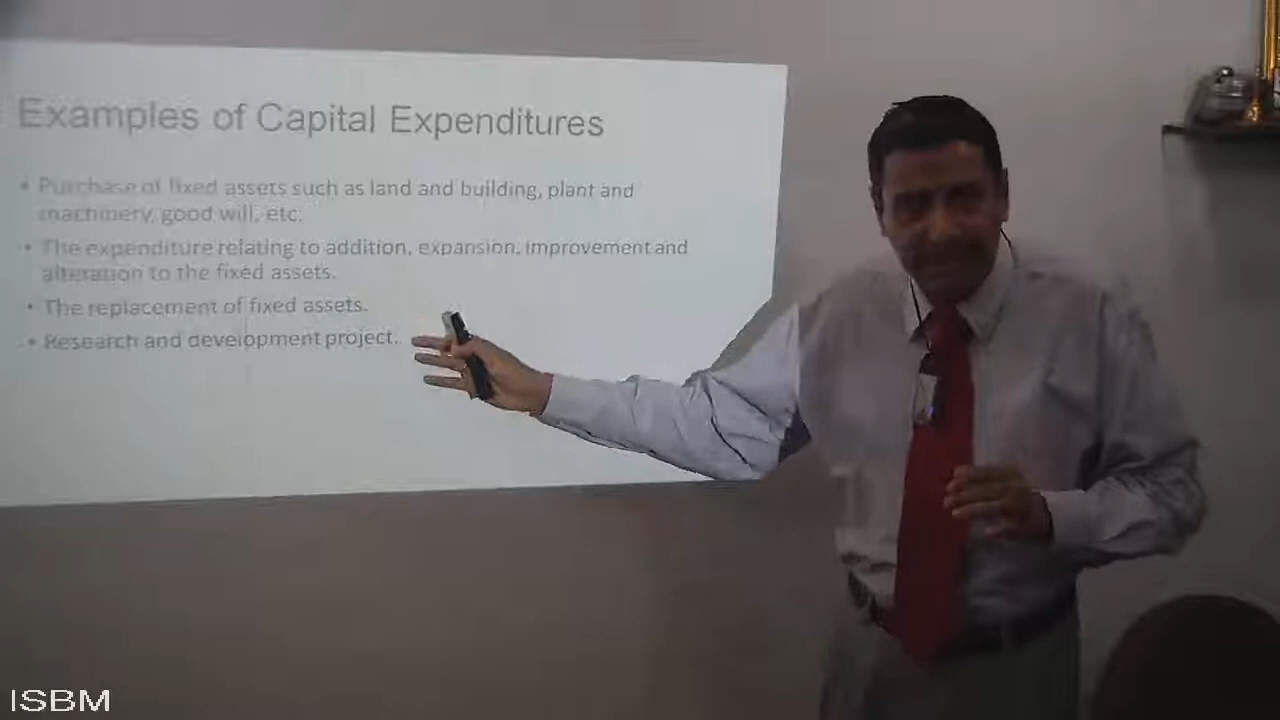 Examples of Capital Expenditures
• Purchase of fixed assets such as land and building, plant and
machinery, good will, etc.
• The expenditure relating to addition, expansion, improvement and
alteration to the fixed assets.
• The replacement of fixed assets.
• Research and development project.
ISBM